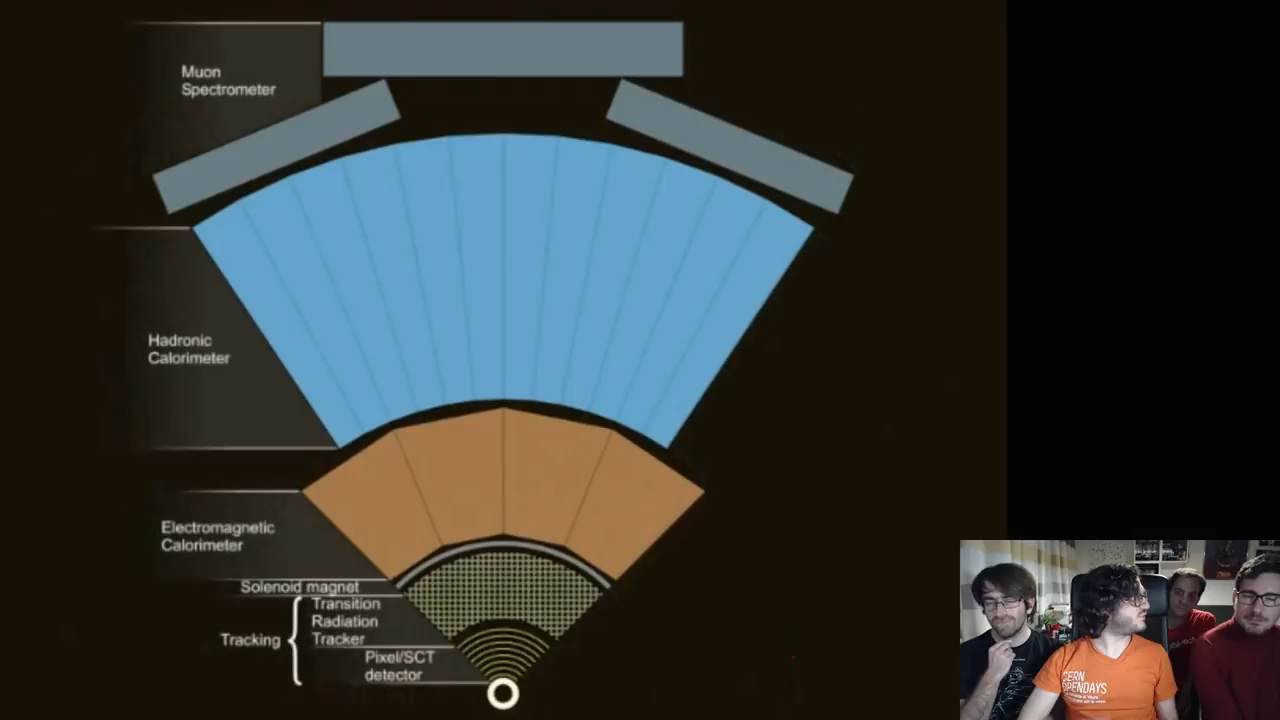 Muon
Spectrometer
Hadronic
Calorimeter
Electromagnetic
Calorimeter
Solenoid magnet
Transition
Radiation
Tracker
Tracking
Pixel/SCT
detector
CERN
OPENDAYS